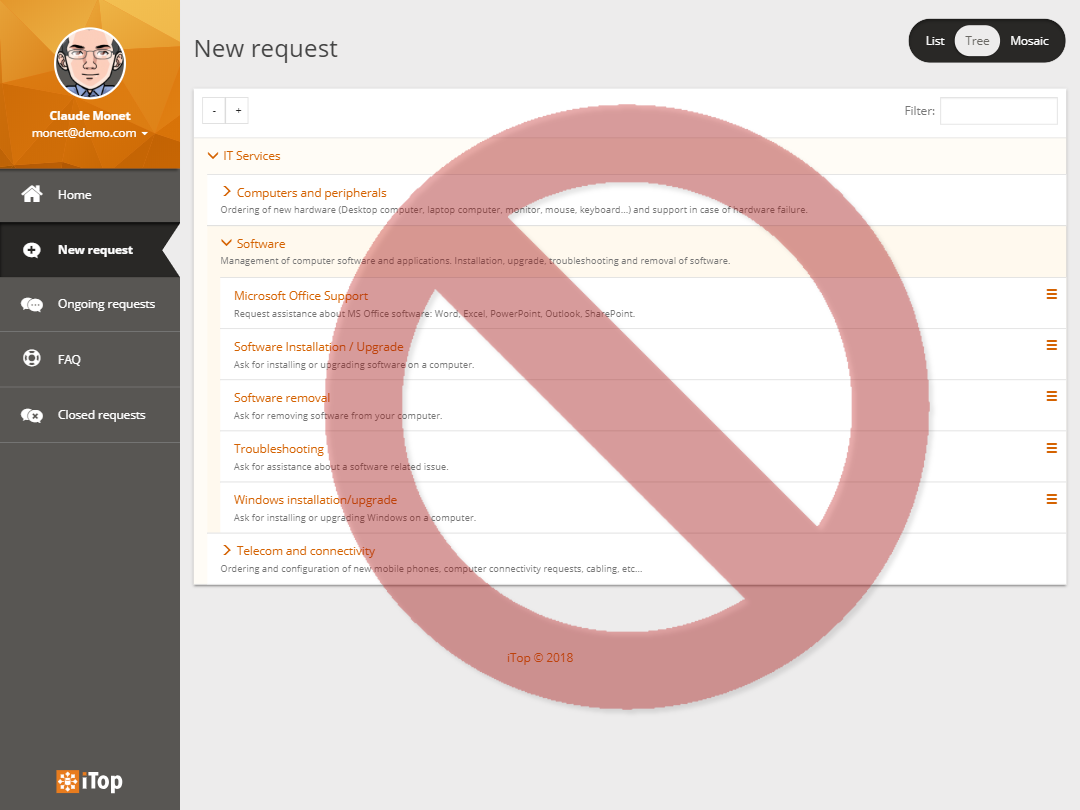 Claude Monet
monet@demo.com
Home
New request
Ongoing requests
FAQ
Closed requests
iTop
New request
List Tree Mosaic
- + Filter:
IT Services
Computers and peripherals
Ordering of new hardware (Desktop computer, laptop computer, monitor, mouse, keyboard...) and support in case of hardware failure.
Software
Management of computer software and applications. Installation, upgrade, troubleshooting and removal of software.
Microsoft Office Support
Request assistance about MS Office software: Word, Excel, PowerPoint, Outlook, SharePoint.
Software Installation / Upgrade
Ask for installing or upgrading software on a computer.
Software removal
Ask for removing software from your computer.
Troubleshooting
Ask for assistance about a software related issue.
Windows installation/upgrade
Ask for installing or upgrading Windows on a computer.
Telecom and connectivity
Ordering and configuration of new mobile phones, computer connectivity requests, cabling, etc...
iTop © 2018